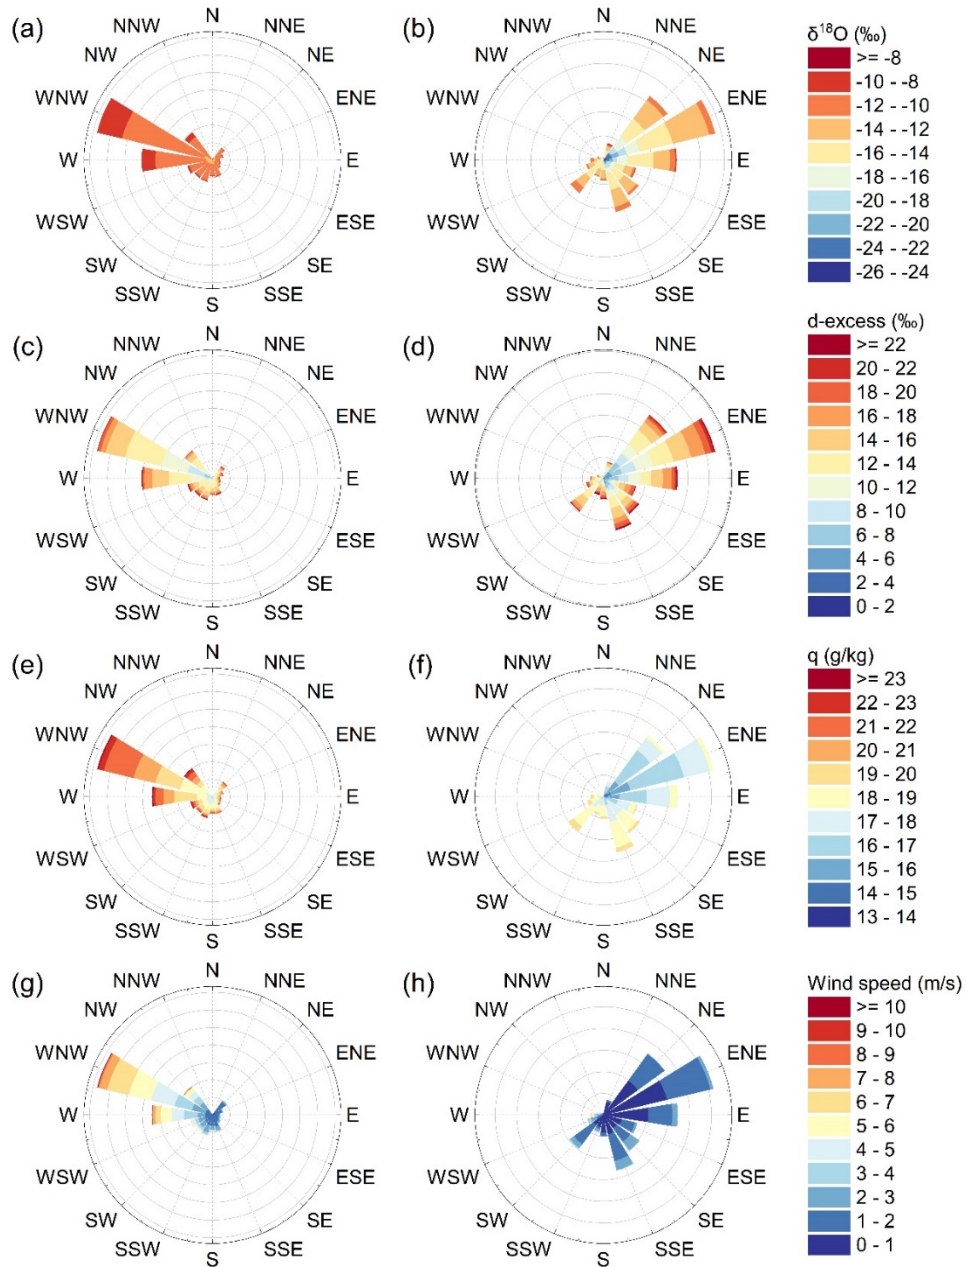 (a)
N
NNW
NNE
NW
NE
WNW
ENE
W
E
WSW
ESE
SW
SE
SSW
SSE
S
(b)
N
NNW
NNE
NW
NE
WNW
ENE
W
E
WSW
ESE
SW
SE
SSW
SSE
S
δ¹⁸O (‰)
>= -8
-10 - -8
-12 - -10
-14 - -12
-16 - -14
-18 - -16
-20 - -18
-22 - -20
-24 - -22
-26 - -24
(c)
N
NNW
NNE
NW
NE
WNW
ENE
W
E
WSW
ESE
SW
SE
SSW
SSE
S
(d)
N
NNW
NNE
NW
NE
WNW
ENE
W
E
WSW
ESE
SW
SE
SSW
SSE
S
d-excess (‰)
>= 22
20 - 22
18 - 20
16 - 18
14 - 16
12 - 14
10 - 12
8 - 10
6 - 8
4 - 6
2 - 4
0 - 2
(e)
N
NNW
NNE
NW
NE
WNW
ENE
W
E
WSW
ESE
SW
SE
SSW
SSE
S
(f)
N
NNW
NNE
NW
NE
WNW
ENE
W
E
WSW
ESE
SW
SE
SSW
SSE
S
q (g/kg)
>= 23
22 - 23
21 - 22
20 - 21
19 - 20
18 - 19
17 - 18
16 - 17
15 - 16
14 - 15
13 - 14
(g)
N
NNW
NNE
NW
NE
WNW
ENE
W
E
WSW
ESE
SW
SE
SSW
SSE
S
(h)
N
NNW
NNE
NW
NE
WNW
ENE
W
E
WSW
ESE
SW
SE
SSW
SSE
S
Wind speed (m/s)
>= 10
9 - 10
8 - 9
7 - 8
6 - 7
5 - 6
4 - 5
3 - 4
2 - 3
1 - 2
0 - 1